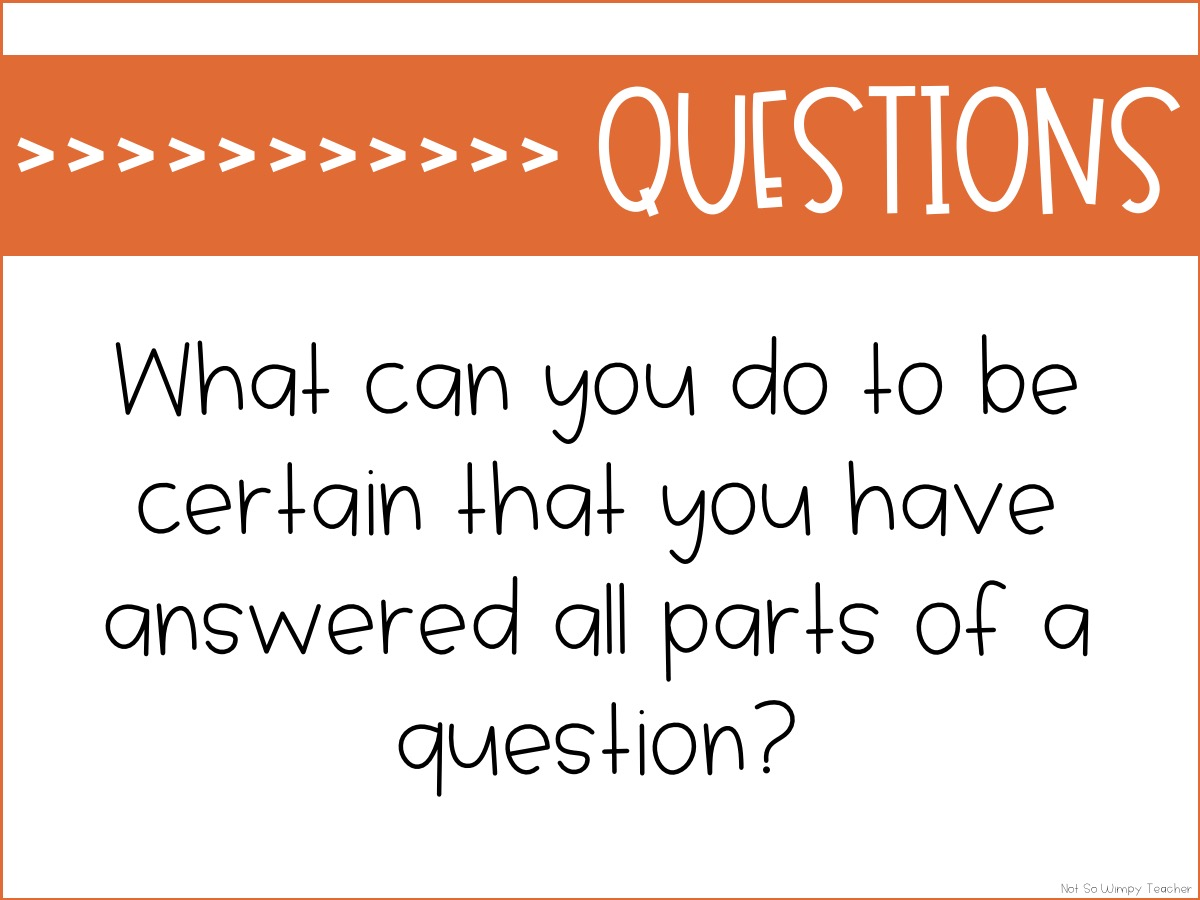 >>>>>>>>>>> QUESTIONS
What can you do to be
certain that you have
answered all parts of a
question?
Not So Wimpy Teacher